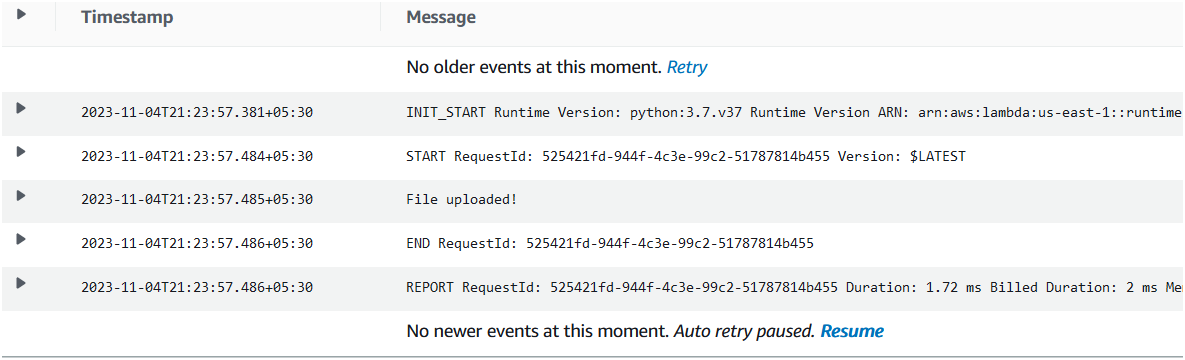 Timestamp Message
No older events at this moment. Retry
2023-11-04T21:23:57.381+05:30 INIT_START Runtime Version: python:3.7.v37 Runtime Version ARN: arn:aws:lambda:us-east-1::runtime
2023-11-04T21:23:57.484+05:30 START RequestId: 525421fd-944f-4c3e-99c2-51787814b455 Version: $LATEST
2023-11-04T21:23:57.485+05:30 File uploaded!
2023-11-04T21:23:57.486+05:30 END RequestId: 525421fd-944f-4c3e-99c2-51787814b455
2023-11-04T21:23:57.486+05:30 REPORT RequestId: 525421fd-944f-4c3e-99c2-51787814b455 Duration: 1.72 ms Billed Duration: 2 ms Me
No newer events at this moment. Auto retry paused. Resume